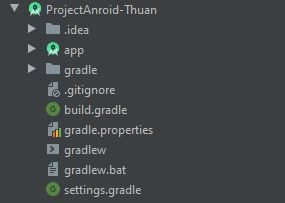 ProjectAnroid-Thuan
.idea
app
gradle
.gitignore
build.gradle
gradle.properties
gradlew
gradlew.bat
settings.gradle